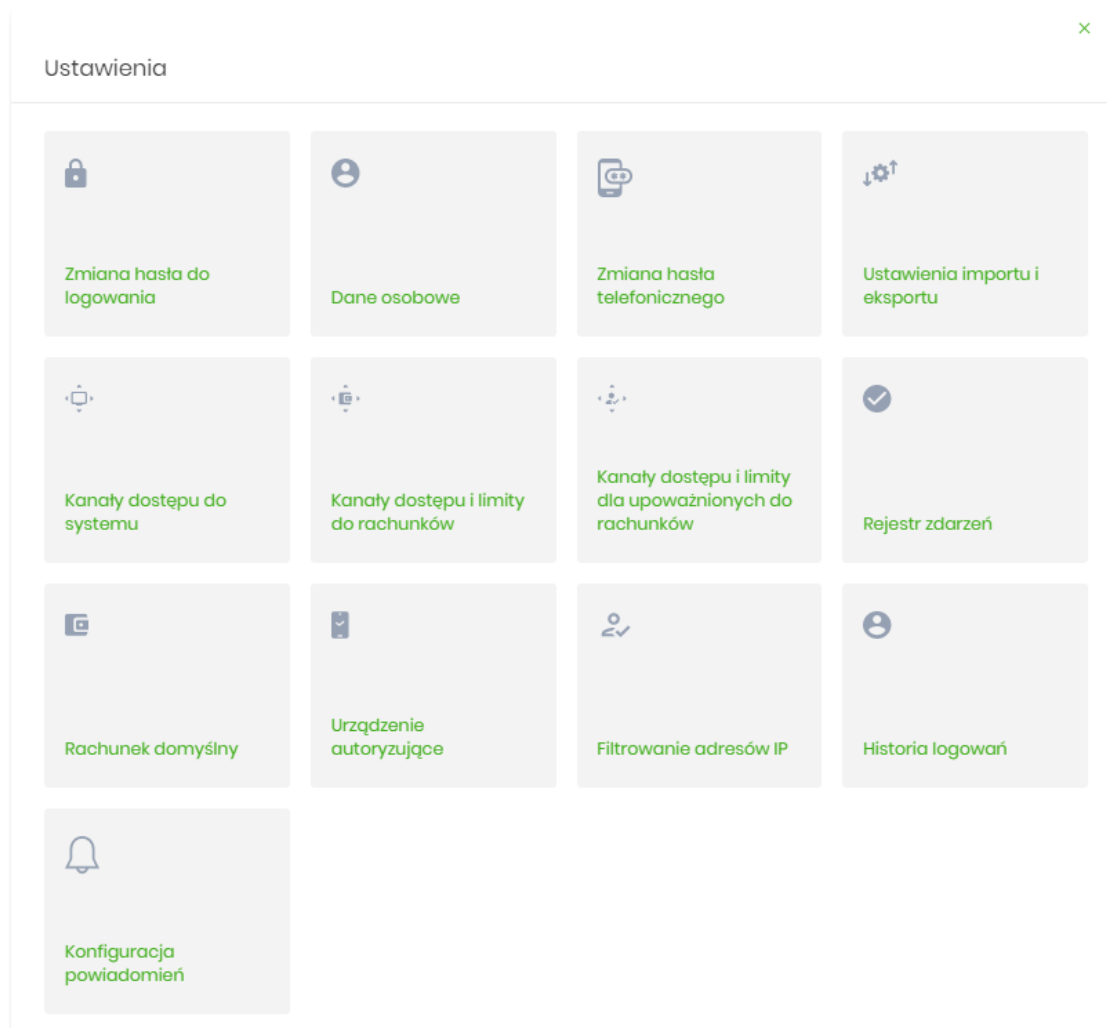 Ustawienia
Zmiana hasła do
logowania
Dane osobowe
Zmiana hasła
telefonicznego
Ustawienia importu i
eksportu
Kanały dostępu do
systemu
Kanały dostępu i limity
do rachunków
Kanały dostępu i limity
dla upoważnionych do
rachunków
Rejestr zdarzeń
Rachunek domyślny
Urządzenie
autoryzujące
Filtrowanie adresów IP
Historia logowań
Konfiguracja
powiadomień